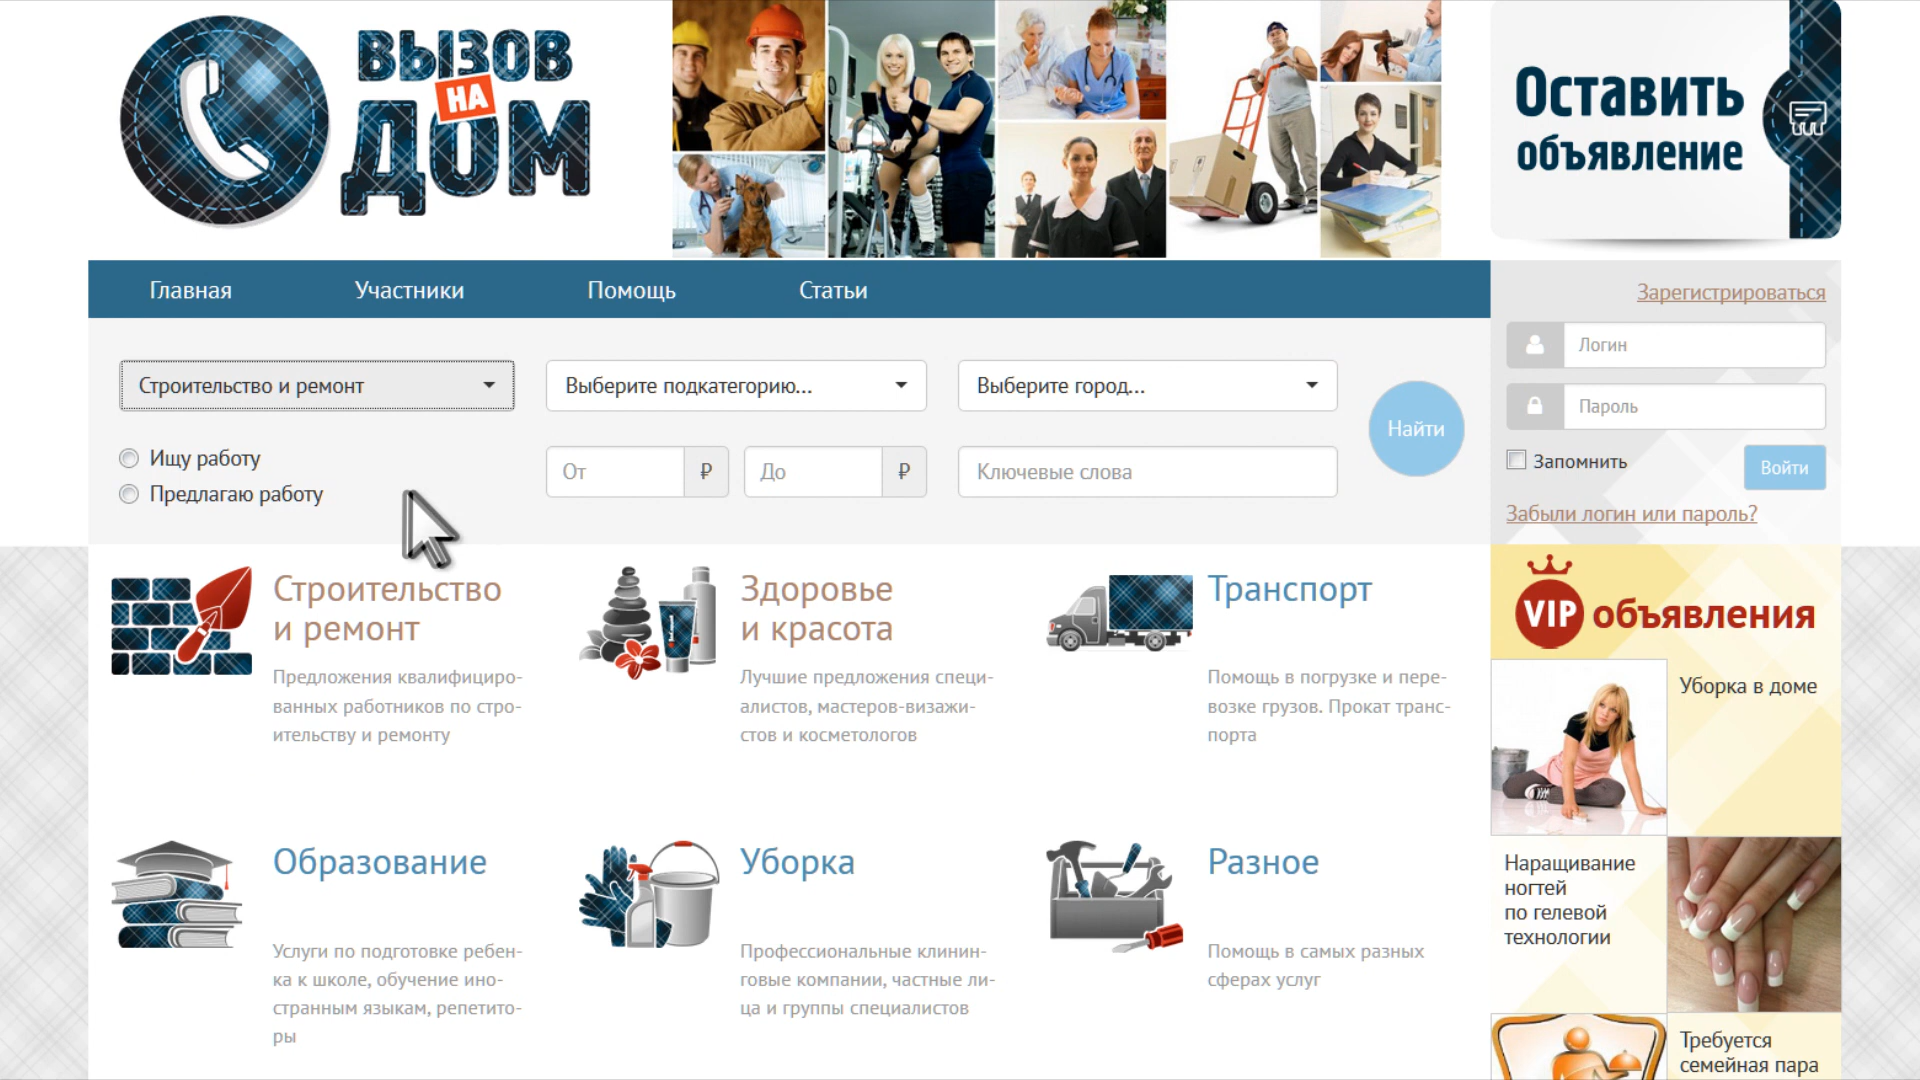 ВЫЗОВ
НА
ДОМ
Оставить
объявление
Главная
Участники
Помощь
Статьи
Зарегистрироваться
Логин
Пароль
Запомнить
Войти
Забыли логин или пароль?
Строительство и ремонт
Выберите подкатегорию...
Выберите город...
Найти
Ищу работу
Предлагаю работу
От
₽
До
₽
Ключевые слова
Строительство
и ремонт
Предложения квалифициро-
ванных работников по стро-
ительству и ремонту
Здоровье
и красота
Лучшие предложения специ-
алистов, мастеров-визажи-
стов и косметологов
Транспорт
Помощь в погрузке и пере-
возке грузов. Прокат транс-
порта
Образование
Услуги по подготовке ребен-
ка к школе, обучение ино-
странным языкам, репетито-
ры
Уборка
Профессиональные клинин-
говые компании, частные ли-
ца и группы специалистов
Разное
Помощь в самых разных
сферах услуг
VIP объявления
Уборка в доме
Наращивание
ногтей
по гелевой
технологии
Требуется
семейная пара